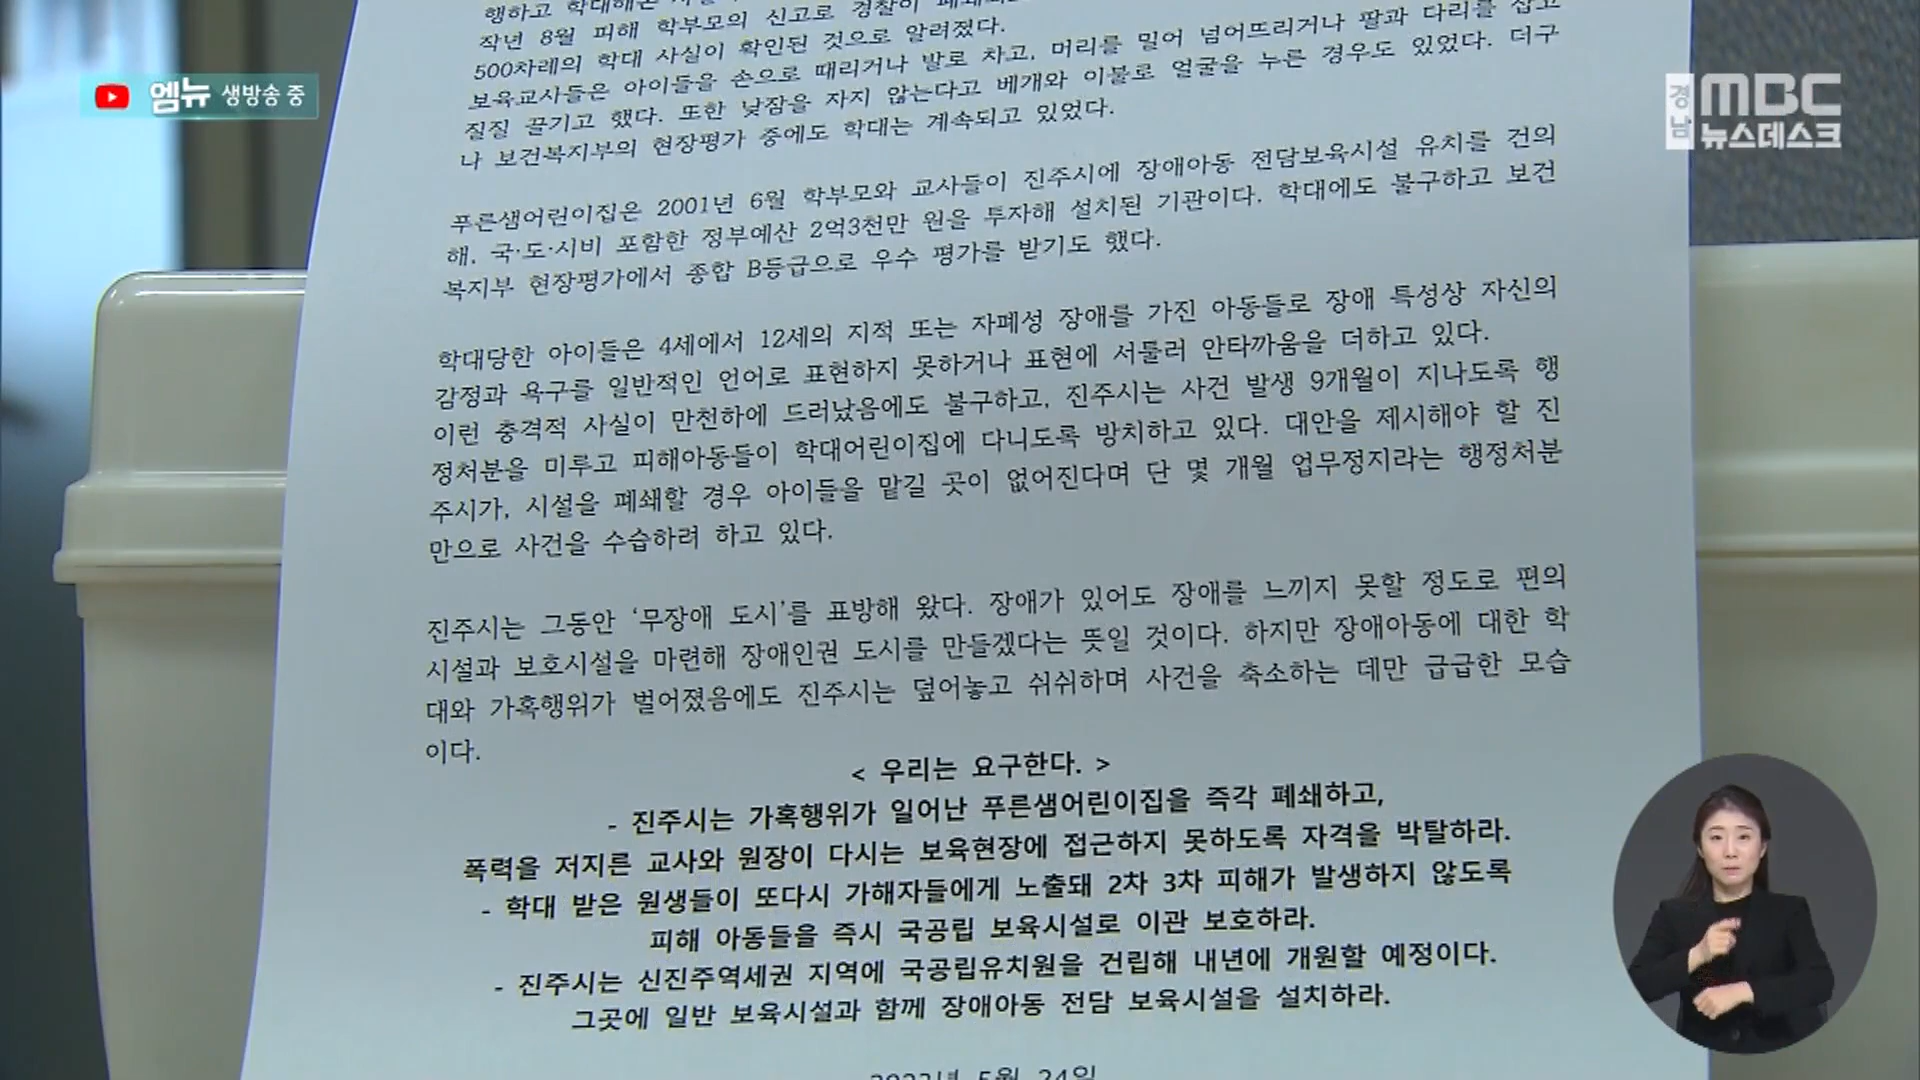 행하고 학대해온
작년 8월 피해 학부모의 신고로 경찰이
500차례의 학대 사실이 확인된 것으로 알려졌다.
보육교사들은 아이들을 손으로 때리거나 발로 차고, 머리를 밀어 넘어뜨리거나 팔과 다리를 잡고
질질 끌기고 했다. 또한 낮잠을 자지 않는다고 베개와 이불로 얼굴을 누른 경우도 있었다. 더구
나 보건복지부의 현장평가 중에도 학대는 계속되고 있었다.
푸른샘어린이집은 2001년 6월 학부모와 교사들이 진주시에 장애아동 전담보육시설 유치를 건의
해, 국·도·시비 포함한 정부예산 2억3천만 원을 투자해 설치된 기관이다. 학대에도 불구하고 보건
복지부 현장평가에서 종합 B등급으로 우수 평가를 받기도 했다.
학대당한 아이들은 4세에서 12세의 지적 또는 자폐성 장애를 가진 아동들로 장애 특성상 자신의
감정과 욕구를 일반적인 언어로 표현하지 못하거나 표현에 서툴러 안타까움을 더하고 있다.
이런 충격적 사실이 만천하에 드러났음에도 불구하고, 진주시는 사건 발생 9개월이 지나도록 행
정처분을 미루고 피해아동들이 학대어린이집에 다니도록 방치하고 있다. 대안을 제시해야 할 진
주시가, 시설을 폐쇄할 경우 아이들을 맡길 곳이 없어진다며 단 몇 개월 업무정지라는 행정처분
만으로 사건을 수습하려 하고 있다.
진주시는 그동안 ‘무장애 도시’를 표방해 왔다. 장애가 있어도 장애를 느끼지 못할 정도로 편의
시설과 보호시설을 마련해 장애인권 도시를 만들겠다는 뜻일 것이다. 하지만 장애아동에 대한 학
대와 가혹행위가 벌어졌음에도 진주시는 덮어놓고 쉬쉬하며 사건을 축소하는 데만 급급한 모습
이다.
< 우리는 요구한다. >
- 진주시는 가혹행위가 일어난 푸른샘어린이집을 즉각 폐쇄하고,
폭력을 저지른 교사와 원장이 다시는 보육현장에 접근하지 못하도록 자격을 박탈하라.
- 학대 받은 원생들이 또다시 가해자들에게 노출돼 2차 3차 피해가 발생하지 않도록
피해 아동들을 즉시 국공립 보육시설로 이관 보호하라.
- 진주시는 신진주역세권 지역에 국공립유치원을 건립해 내년에 개원할 예정이다.
그곳에 일반 보육시설과 함께 장애아동 전담 보육시설을 설치하라.
5월 24일
엠뉴 생방송 중
경남 MBC
뉴스데스크